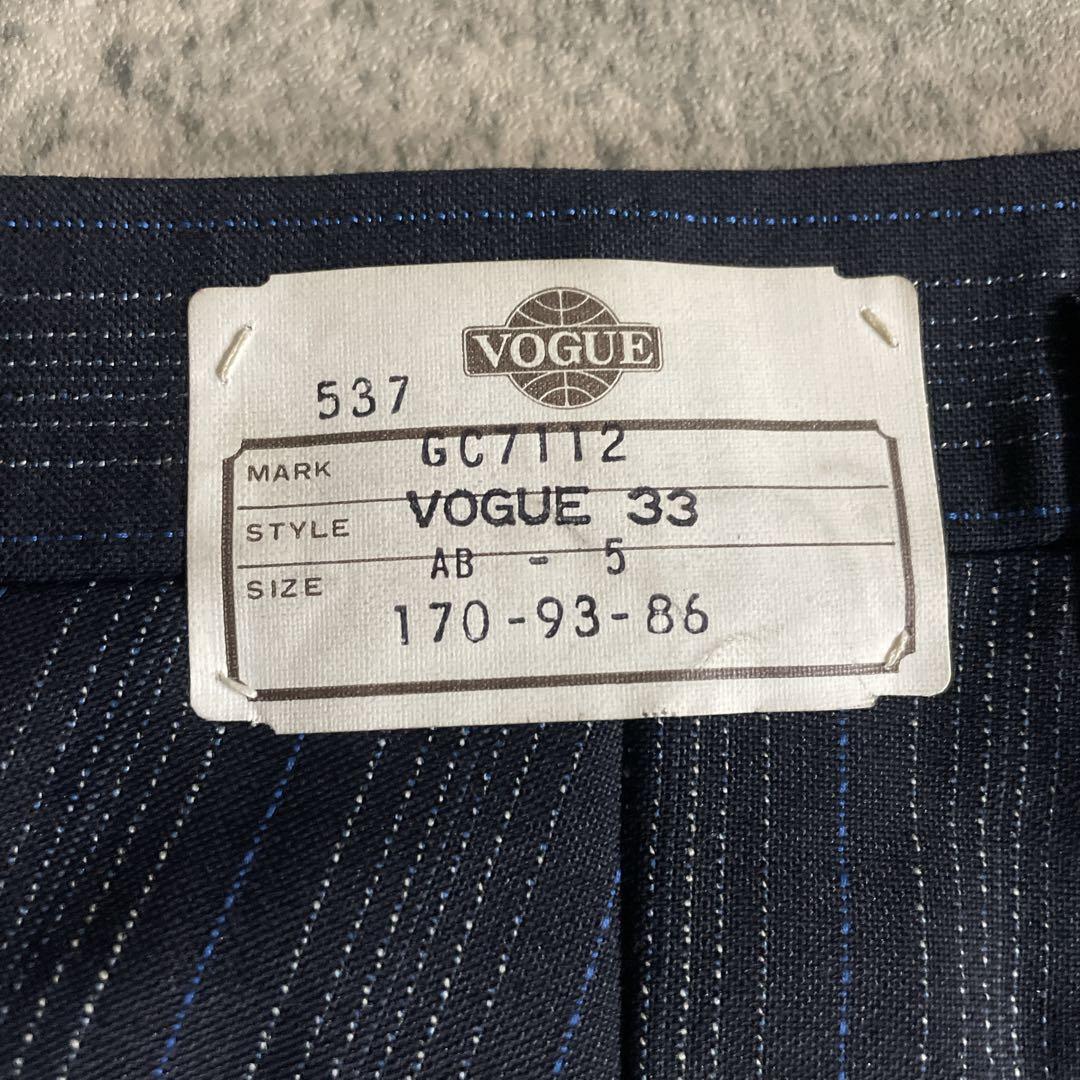 VOGUE
537
MARK GC7112
STYLE VOGUE 33
SIZE AB - 5
170-93-86